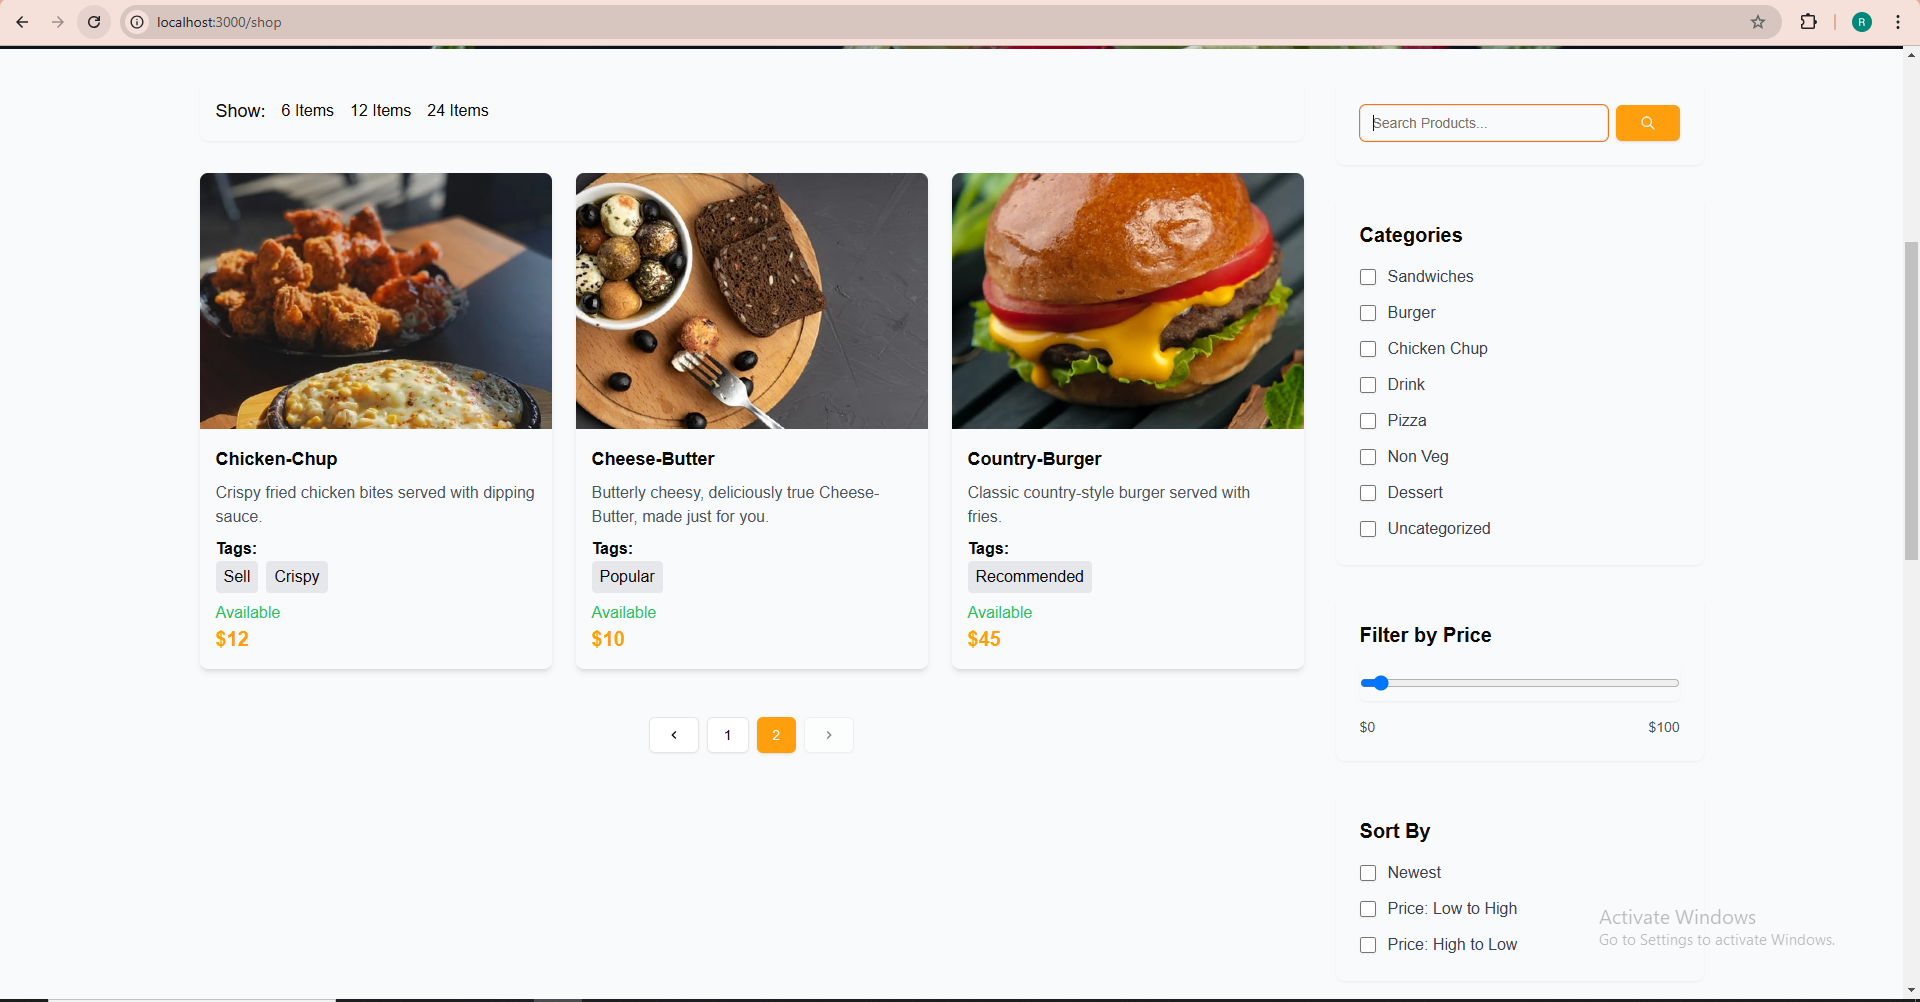 localhost:3000/shop
R
Show: 6 Items 12 Items 24 Items
Search Products...
Chicken-Chup
Crispy fried chicken bites served with dipping
sauce.
Tags:
Sell Crispy
Available
$12
Cheese-Butter
Butterly cheesy, deliciously true Cheese-
Butter, made just for you.
Tags:
Popular
Available
$10
Country-Burger
Classic country-style burger served with
fries.
Tags:
Recommended
Available
$45
1 2
Categories
Sandwiches
Burger
Chicken Chup
Drink
Pizza
Non Veg
Dessert
Uncategorized
Filter by Price
$0 $100
Sort By
Newest
Price: Low to High
Price: High to Low
Activate Windows
Go to Settings to activate Windows.